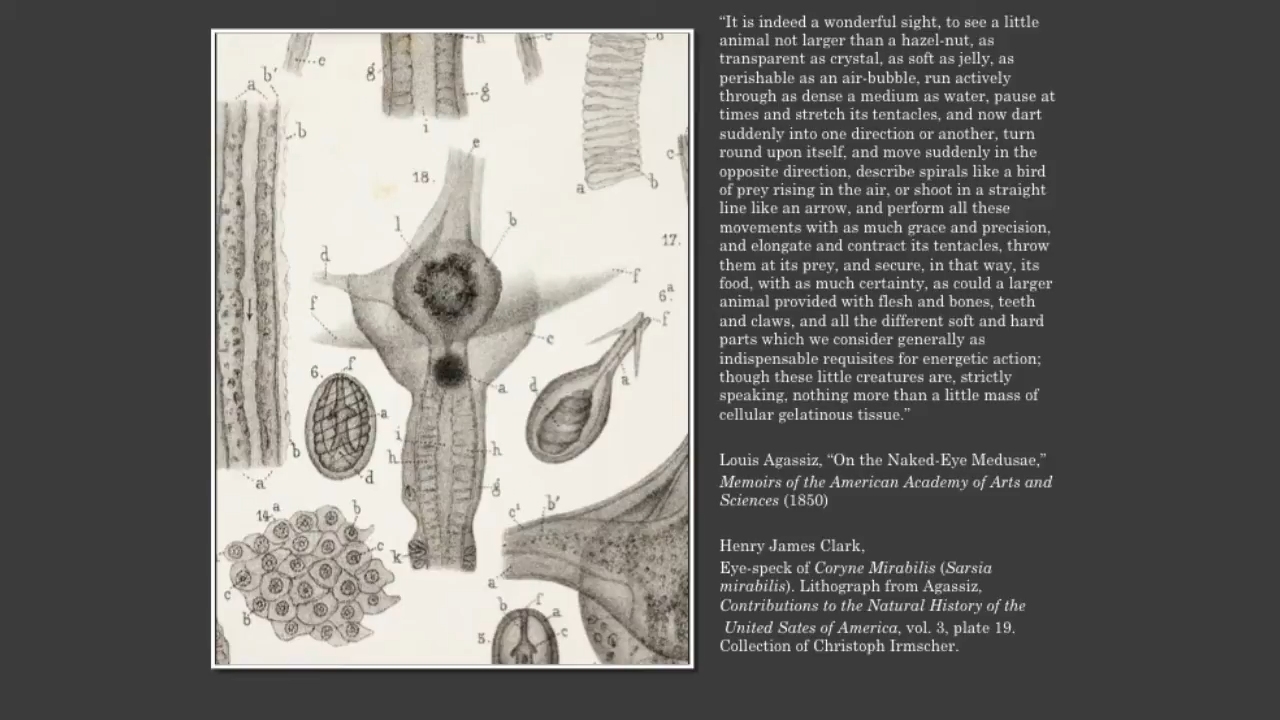 “It is indeed a wonderful sight, to see a little
animal not larger than a hazel-nut, as
transparent as crystal, as soft as jelly, as
perishable as an air-bubble, run actively
through as dense a medium as water, pause at
times and stretch its tentacles, and now dart
suddenly into one direction or another, turn
round upon itself, and move suddenly in the
opposite direction, describe spirals like a bird
of prey rising in the air, or shoot in a straight
line like an arrow, and perform all these
movements with as much grace and precision,
and elongate and contract its tentacles, throw
them at its prey, and secure, in that way, its
food, with as much certainty, as could a larger
animal provided with flesh and bones, teeth
and claws, and all the different soft and hard
parts which we consider generally as
indispensable requisites for energetic action;
though these little creatures are, strictly
speaking, nothing more than a little mass of
cellular gelatinous tissue.”
Louis Agassiz, “On the Naked-Eye Medusae,”
Memoirs of the American Academy of Arts and
Sciences (1850)
Henry James Clark,
Eye-speck of Coryne Mirabilis (Sarsia
mirabilis). Lithograph from Agassiz,
Contributions to the Natural History of the
United Sates of America, vol. 3, plate 19.
Collection of Christoph Irmscher.
e
h
e
g
g
i
a
b'
b
b
a
a
b
c
18.
e
l
b
d
f
f
c
a
17.
6.a
f
a
d
6.
f
a
d
i
h
h
g
k
14
a
b
c
c
b
c'
b'
a
5.
b
f
a
c